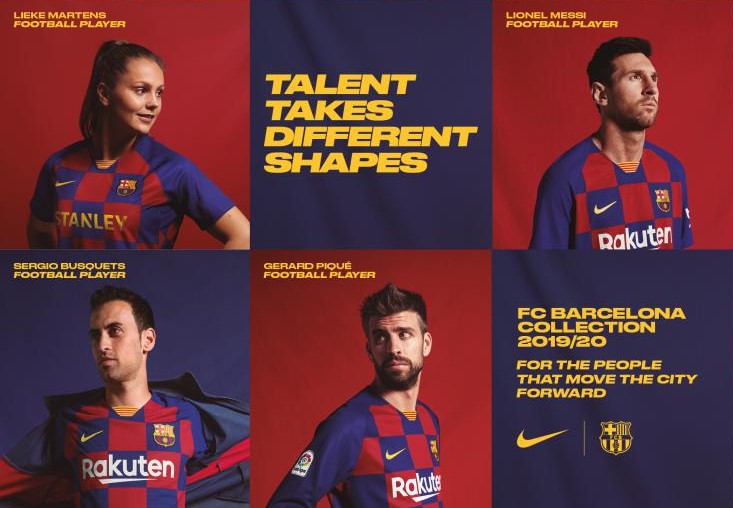 LIEKE MARTENS
FOOTBALL PLAYER
STANLEY
TALENT
TAKES
DIFFERENT
SHAPES
LIONEL MESSI
FOOTBALL PLAYER
Rakuten
SERGIO BUSQUETS
FOOTBALL PLAYER
Rakuten
GERARD PIQUÉ
FOOTBALL PLAYER
Rakuten
FC BARCELONA
COLLECTION
2019/20
FOR THE PEOPLE
THAT MOVE THE CITY
FORWARD